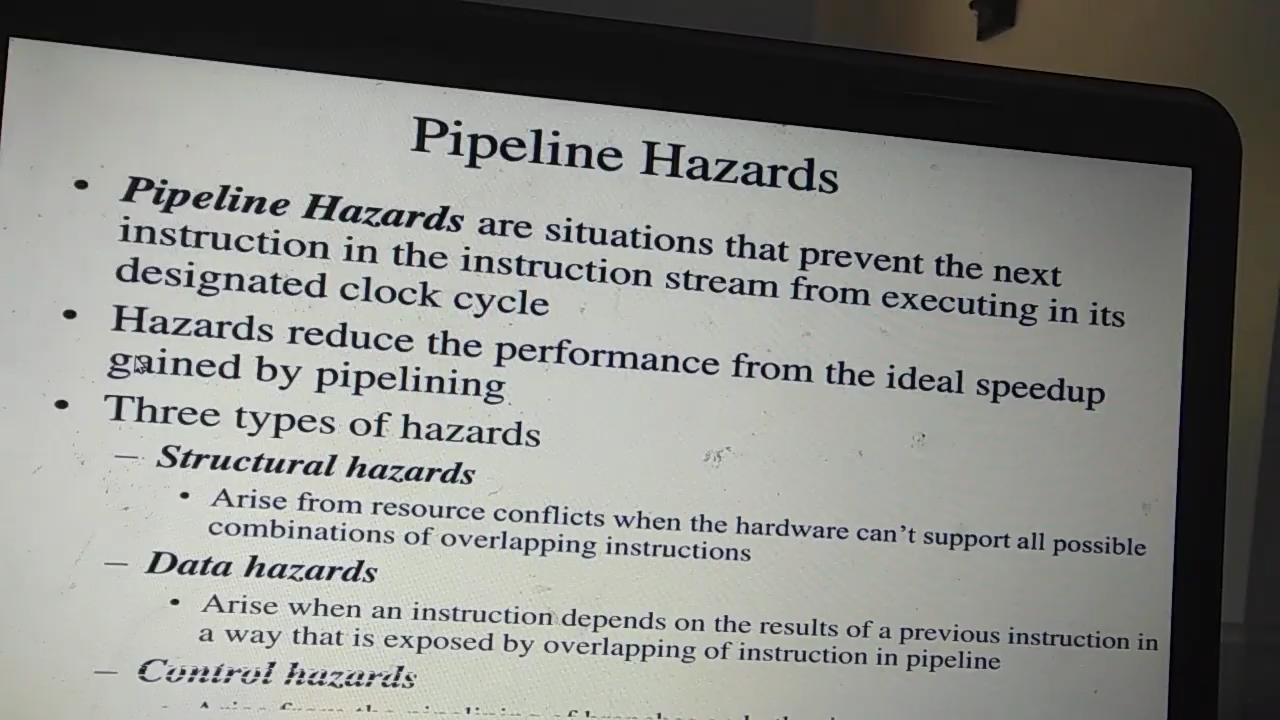 Pipeline Hazards
• Pipeline Hazards are situations that prevent the next
instruction in the instruction stream from executing in its
designated clock cycle
• Hazards reduce the performance from the ideal speedup
gained by pipelining
• Three types of hazards
– Structural hazards
• Arise from resource conflicts when the hardware can't support all possible
combinations of overlapping instructions
– Data hazards
• Arise when an instruction depends on the results of a previous instruction in
a way that is exposed by overlapping of instruction in pipeline
– Control hazards